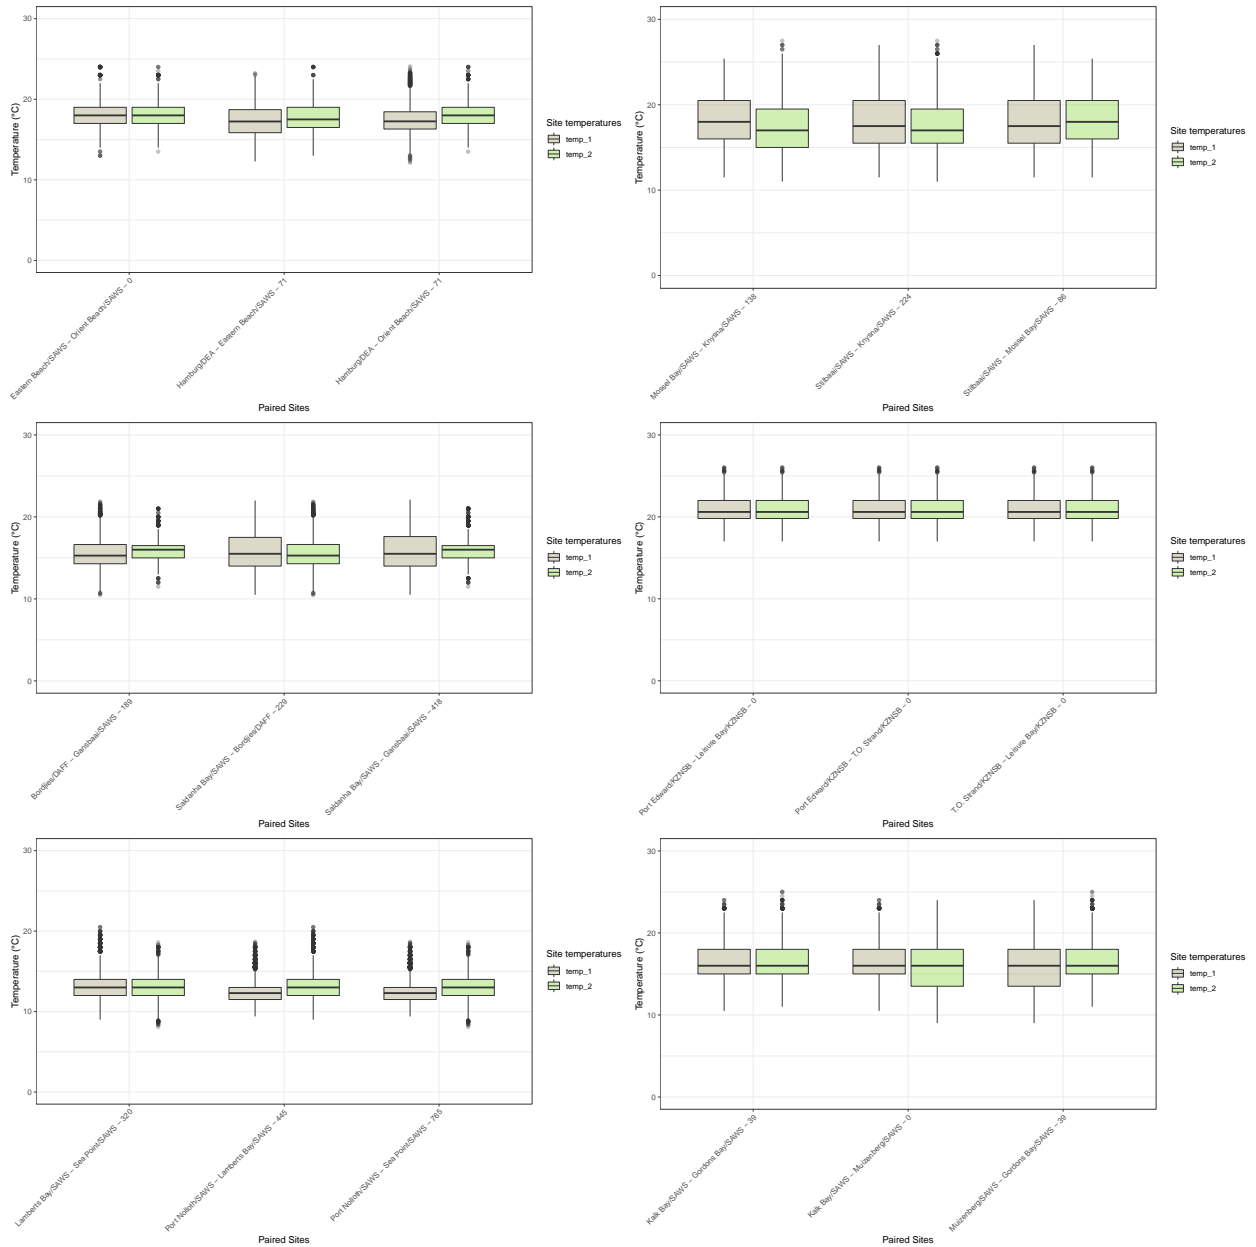 30
20
10
0
Temperature (°C)
Eastern Beach/SAWS – Orient Beach/SAWS – 0
Hamburg/DEA – Eastern Beach/SAWS – 71
Hamburg/DEA – Orient Beach/SAWS – 71
Paired Sites
Site temperatures
temp_1
temp_2
30
20
10
0
Temperature (°C)
Mossel Bay/SAWS – Knysna/SAWS – 138
Stilbaai/SAWS – Knysna/SAWS – 224
Stilbaai/SAWS – Mossel Bay/SAWS – 86
Paired Sites
Site temperatures
temp_1
temp_2
30
20
10
0
Temperature (°C)
Bordjies/DAFF – Gansbaai/SAWS – 189
Saldanha Bay/SAWS – Bordjies/DAFF – 229
Saldanha Bay/SAWS – Gansbaai/SAWS – 418
Paired Sites
Site temperatures
temp_1
temp_2
30
20
10
0
Temperature (°C)
Port Edward/KZNSB – Leisure Bay/KZNSB – 0
Port Edward/KZNSB – T.O. Strand/KZNSB – 0
T.O. Strand/KZNSB – Leisure Bay/KZNSB – 0
Paired Sites
Site temperatures
temp_1
temp_2
30
20
10
0
Temperature (°C)
Lamberts Bay/SAWS – Sea Point/SAWS – 320
Port Nolloth/SAWS – Lamberts Bay/SAWS – 445
Port Nolloth/SAWS – Sea Point/SAWS – 765
Paired Sites
Site temperatures
temp_1
temp_2
30
20
10
0
Temperature (°C)
Kalk Bay/SAWS – Gordons Bay/SAWS – 39
Kalk Bay/SAWS – Muizenberg/SAWS – 0
Muizenberg/SAWS – Gordons Bay/SAWS – 39
Paired Sites
Site temperatures
temp_1
temp_2